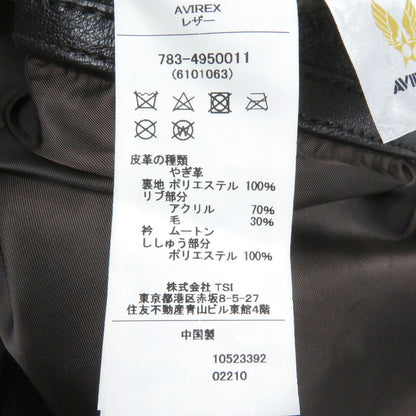 AVIREX
レザー
783-4950011
(6101063)
皮革の種類
やぎ革
裏地 ポリエステル 100%
リブ部分
アクリル 70%
毛 30%
衿 ムートン
ししゅう部分
ポリエステル 100%
株式会社 TSI
東京都港区赤坂8-5-27
住友不動産青山ビル東館4階
中国製
10523392
02210
AVIREX